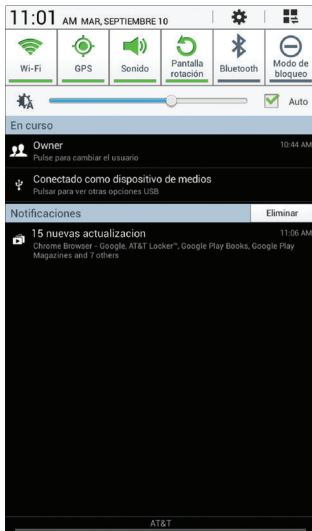 11:01 AM MAR, SEPTIEMBRE 10
Wi-Fi
GPS
Sonido
Pantalla
rotación
Bluetooth
Modo de
bloqueo
A
Auto
En curso
Owner 10:44 AM
Pulse para cambiar el usuario
Conectado como dispositivo de medios
Pulsar para ver otras opciones USB
Notificaciones Eliminar
15 nuevas actualizacion 11:06 AM
Chrome Browser - Google, AT&T Locker™, Google Play Books, Google Play
Magazines and 7 others
AT&T